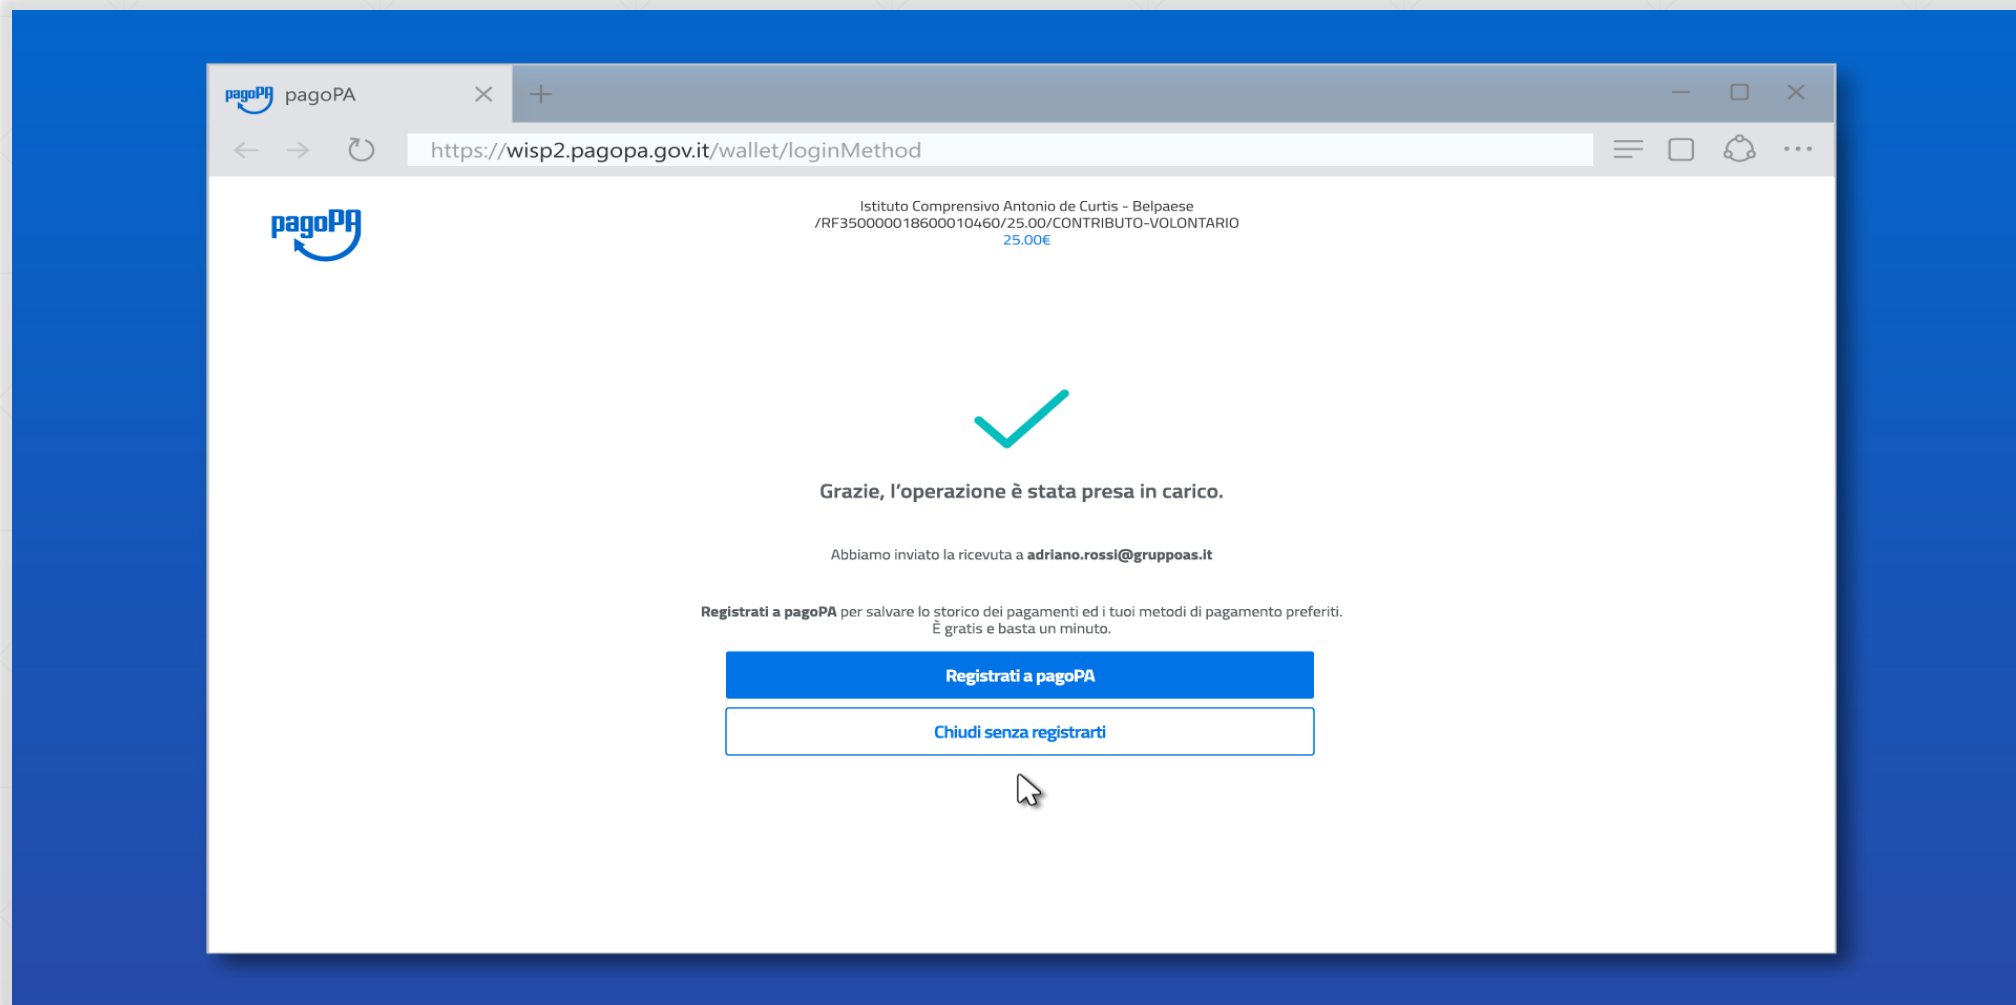 pagoPA pagoPA
https://wisp2.pagopa.gov.it/wallet/loginMethod
pagoPA
Istituto Comprensivo Antonio de Curtis - Belpaese
/RF3500000018600010460/25.00/CONTRIBUTO-VOLONTARIO
25.00€
Grazie, l'operazione è stata presa in carico.
Abbiamo inviato la ricevuta a adriano.rossi@gruppoas.it
Registrati a pagoPA per salvare lo storico dei pagamenti ed i tuoi metodi di pagamento preferiti.
È gratis e basta un minuto.
Registrati a pagoPA
Chiudi senza registrarti